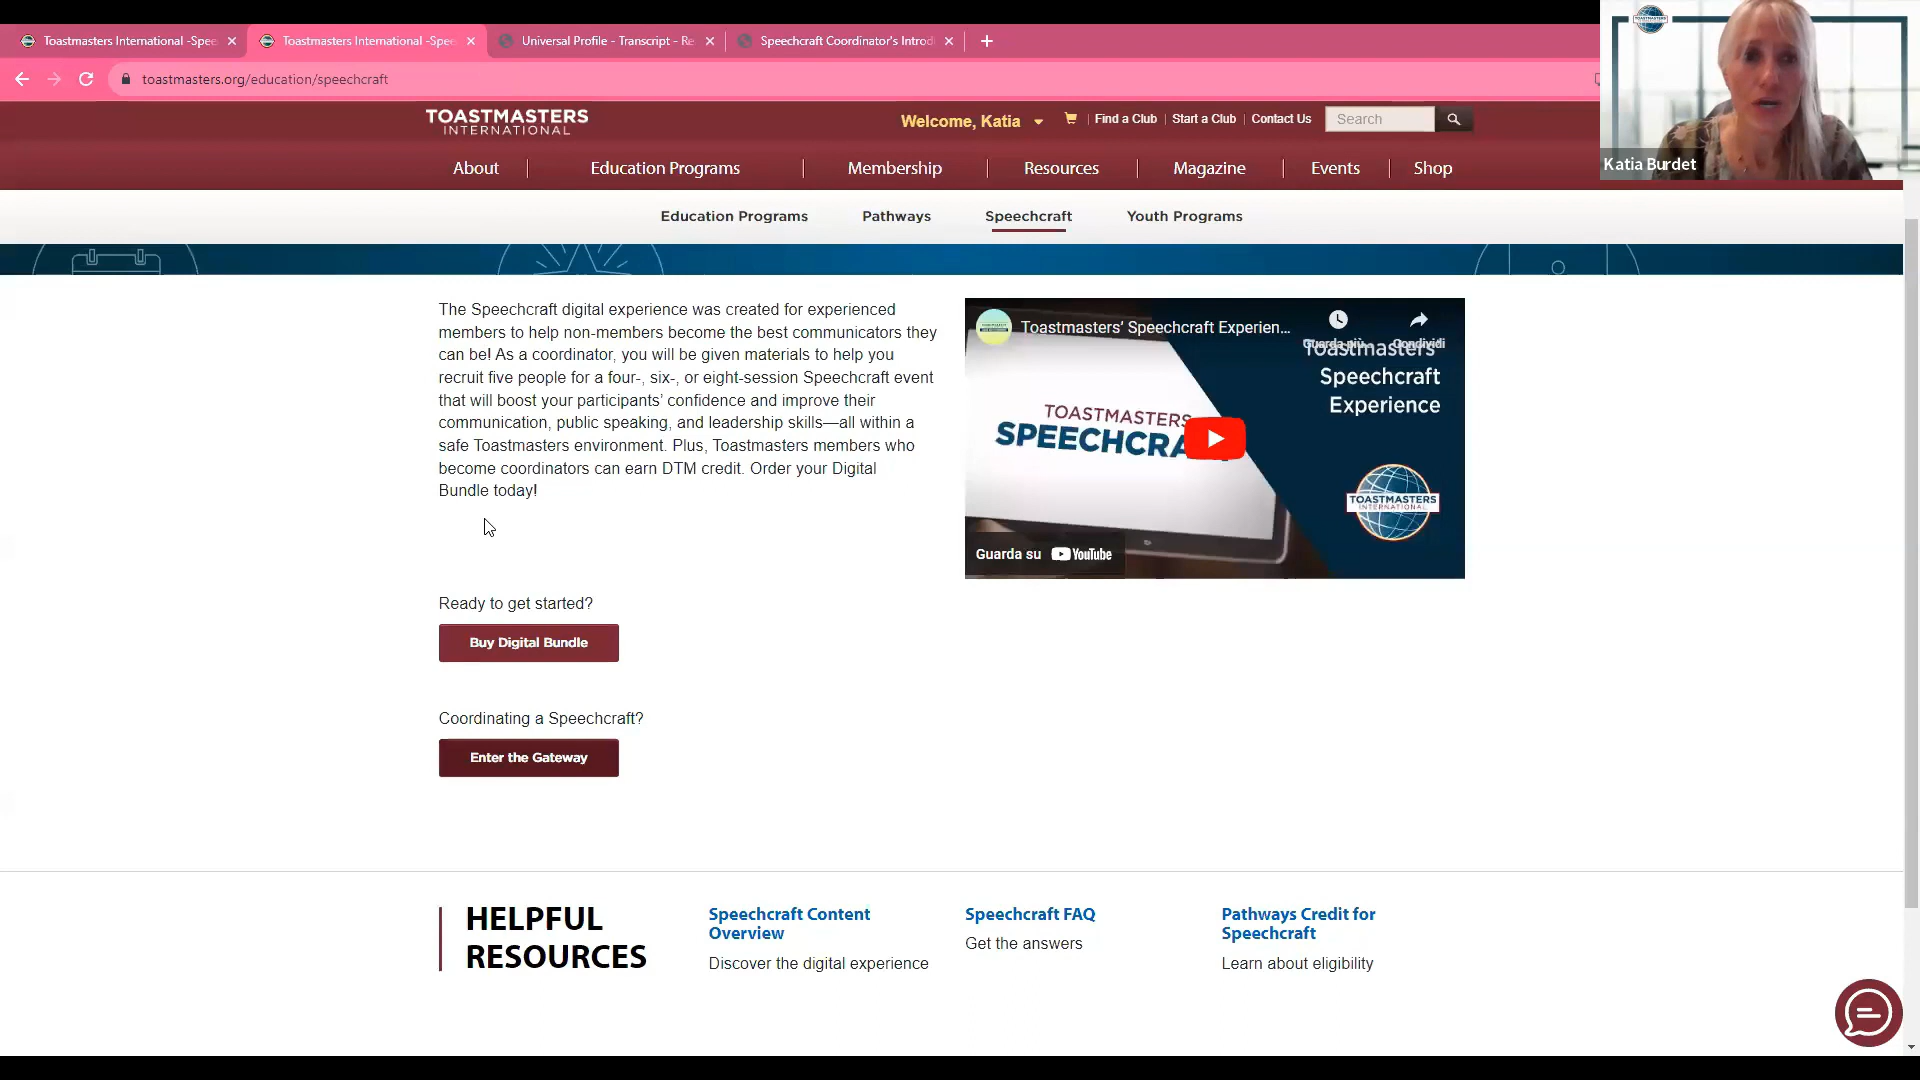 Toastmasters International -Spee
Toastmasters International -Spee
Universal Profile - Transcript - Re
Speechcraft Coordinator's Introd
toastmasters.org/education/speechcraft
TOASTMASTERS
INTERNATIONAL
Welcome, Katia
Find a Club
Start a Club
Contact Us
Search
About
Education Programs
Membership
Resources
Magazine
Events
Shop
Katia Burdet
Education Programs
Pathways
Speechcraft
Youth Programs
The Speechcraft digital experience was created for experienced
members to help non-members become the best communicators they
can be! As a coordinator, you will be given materials to help you
recruit five people for a four-, six-, or eight-session Speechcraft event
that will boost your participants’ confidence and improve their
communication, public speaking, and leadership skills—all within a
safe Toastmasters environment. Plus, Toastmasters members who
become coordinators can earn DTM credit. Order your Digital
Bundle today!
Toastmasters’ Speechcraft Experien...
Guarda più...
Condividi
Toastmasters’
Speechcraft
Experience
TOASTMASTERS
SPEECHCRA
TOASTMASTERS
INTERNATIONAL
Guarda su YouTube
Ready to get started?
Buy Digital Bundle
Coordinating a Speechcraft?
Enter the Gateway
HELPFUL
RESOURCES
Speechcraft Content
Overview
Discover the digital experience
Speechcraft FAQ
Get the answers
Pathways Credit for
Speechcraft
Learn about eligibility